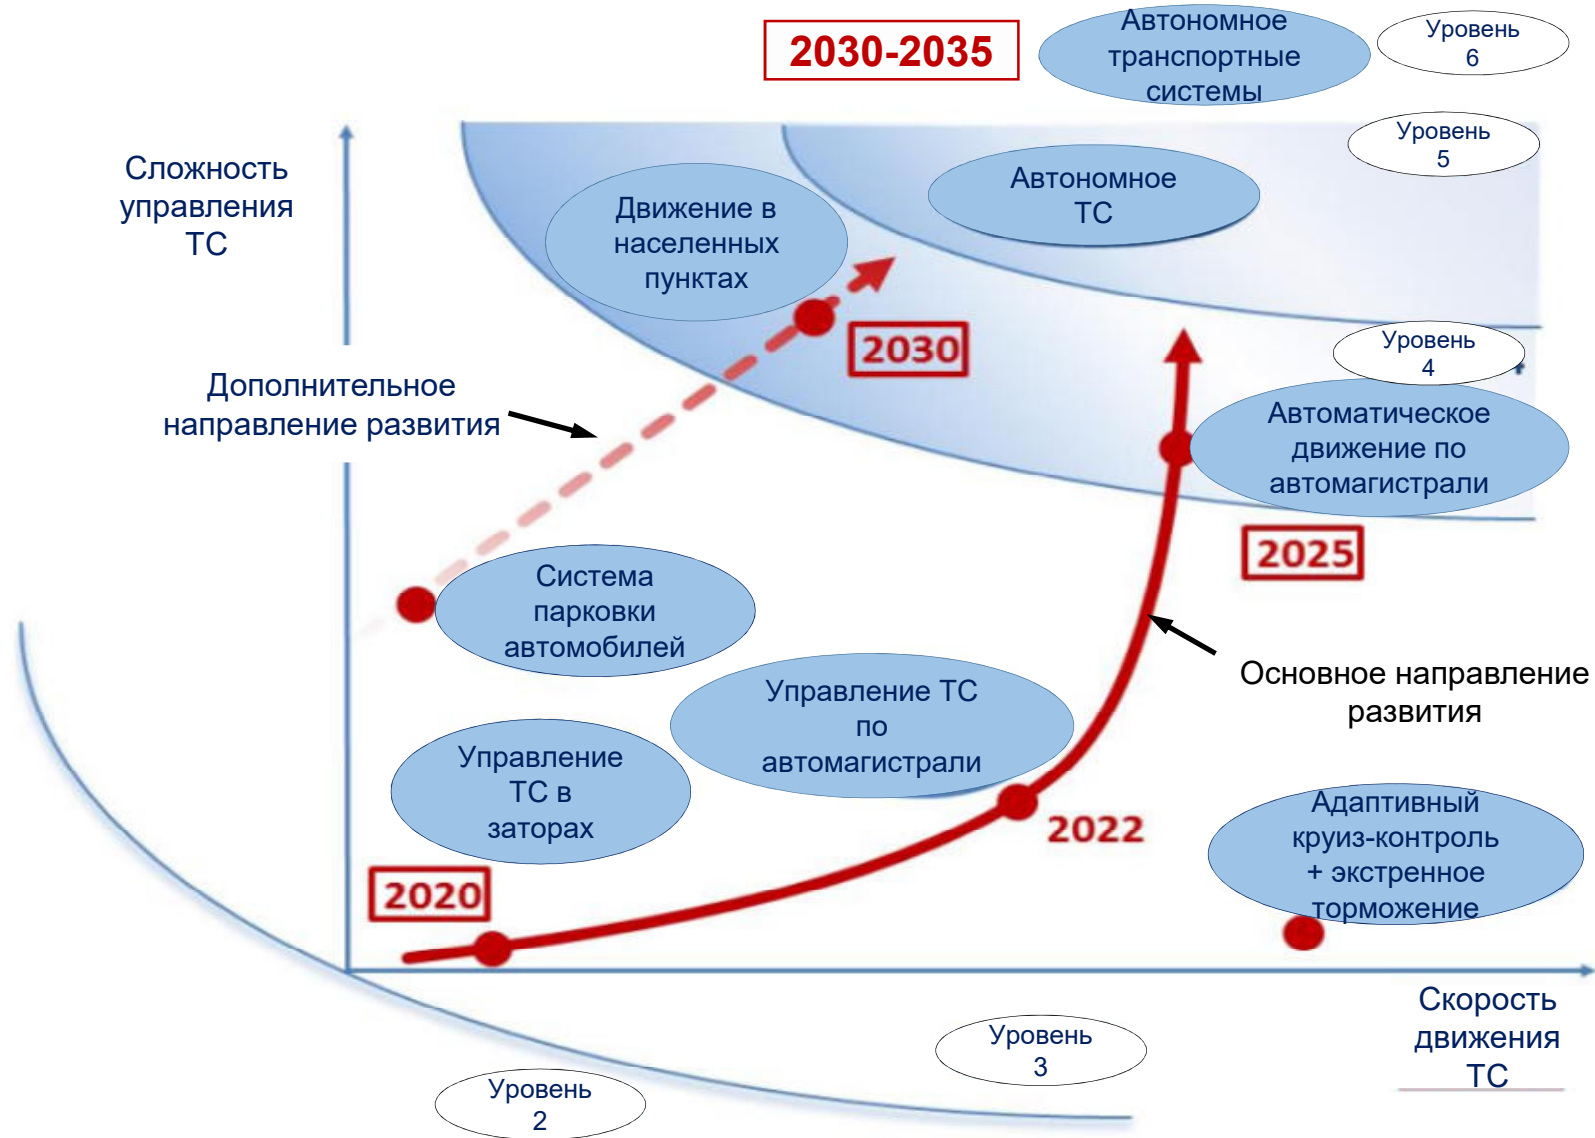 2030-2035
Автономное
транспортные
системы
Уровень
6
Уровень
5
Сложность
управления
ТС
Автономное
ТС
Движение в
населенных
пунктах
2030
Уровень
4
Дополнительное
направление развития
Автоматическое
движение по
автомагистрали
2025
Система
парковки
автомобилей
Основное направление
развития
Управление ТС
по
автомагистрали
Управление
ТС в
заторах
2022
Адаптивный
круиз-контроль
+ экстренное
торможение
2020
Скорость
движения
ТС
Уровень
3
Уровень
2